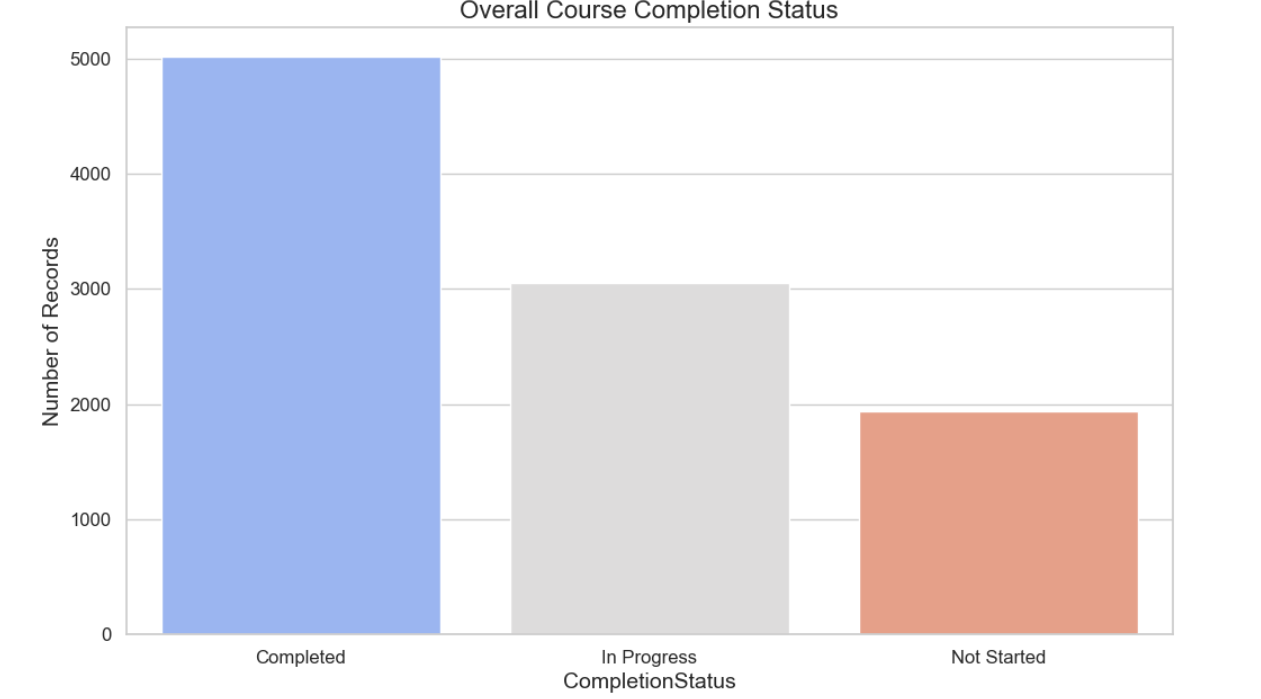 Overall Course Completion Status
Number of Records
5000
4000
3000
2000
1000
0
Completed
In Progress
Not Started
CompletionStatus